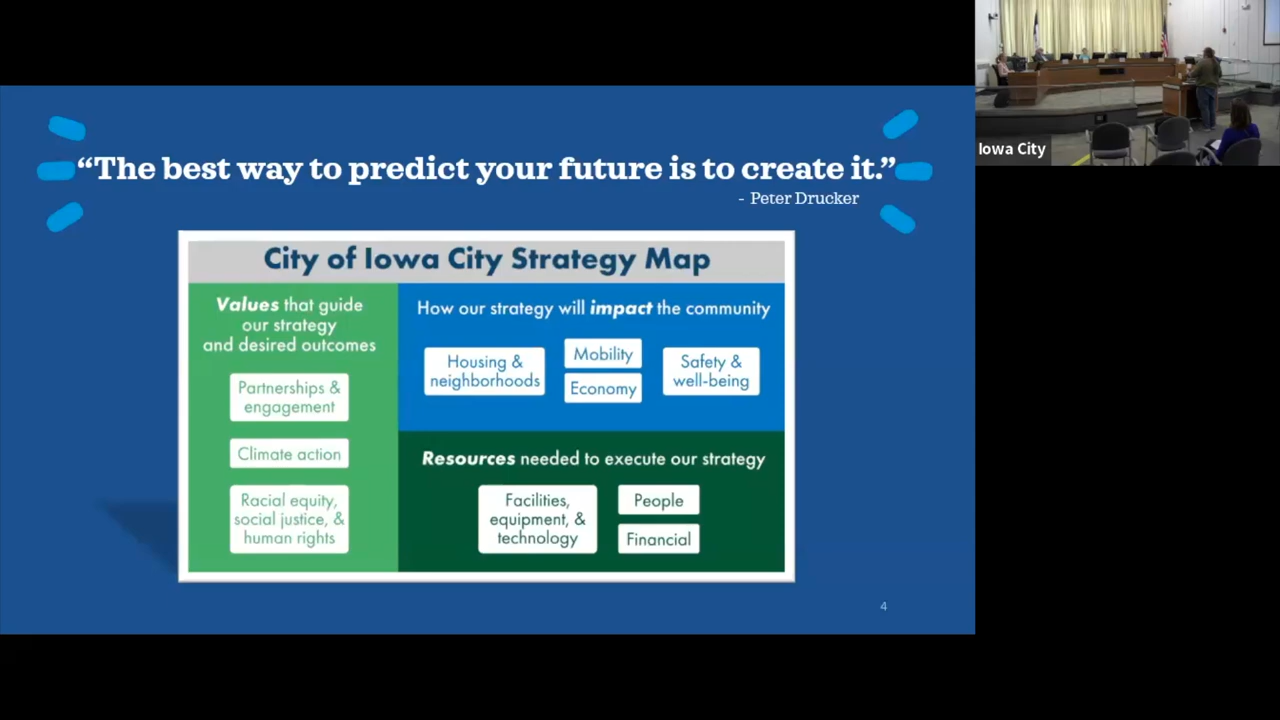 “The best way to predict your future is to create it.”
- Peter Drucker
City of Iowa City Strategy Map
Values that guide
our strategy
and desired outcomes
Partnerships &
engagement
Climate action
Racial equity,
social justice, &
human rights
How our strategy will impact the community
Housing &
neighborhoods
Mobility
Economy
Safety &
well-being
Resources needed to execute our strategy
Facilities,
equipment, &
technology
People
Financial
4
Iowa City